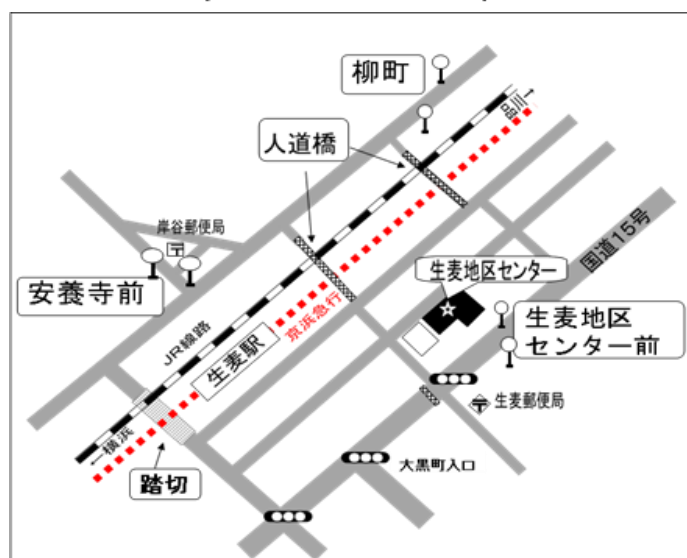 柳町
品川→
人道橋
岸谷郵便局
国道15号
安養寺前
生麦地区センター
生麦地区
センター前
JR線路
京浜急行
生麦駅
生麦郵便局
←横浜
踏切
大黒町入口